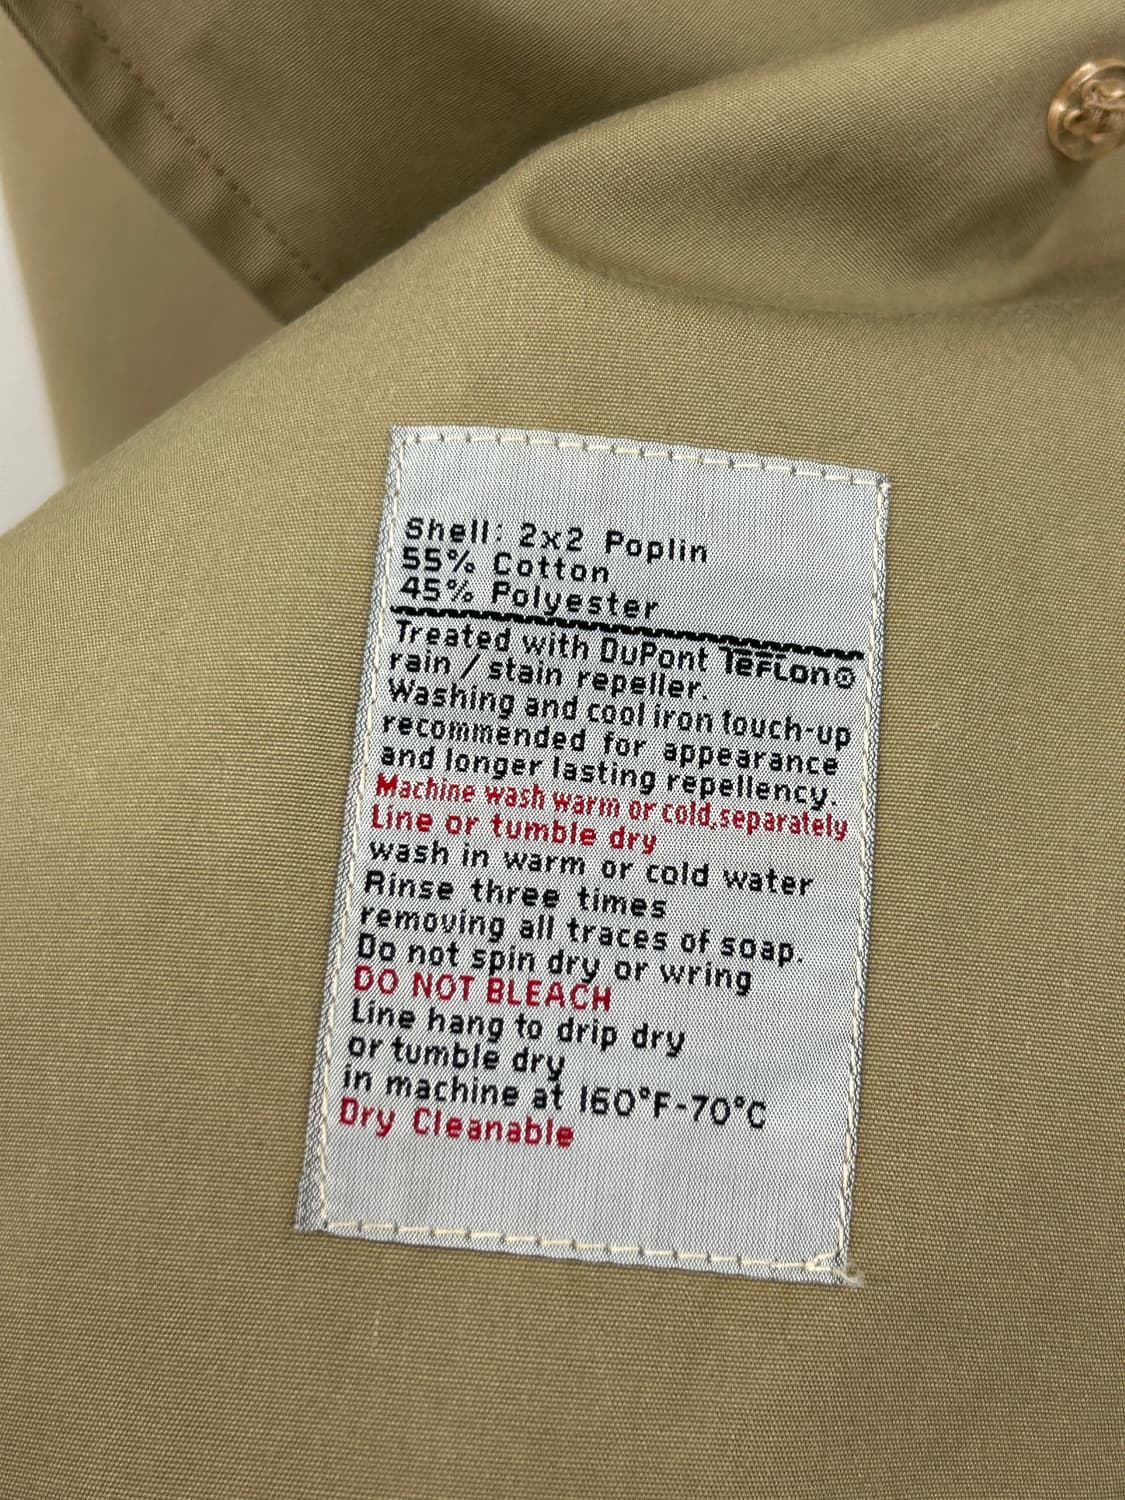 Shell: 2x2 Poplin
55% Cotton
45% Polyester
Treated with DuPont TEFLON®
rain / stain repeller.
Washing and cool iron touch-up
recommended for appearance
and longer lasting repellency.
Machine wash warm or cold,separately
Line or tumble dry
wash in warm or cold water
Rinse three times
removing all traces of soap.
Do not spin dry or wring
DO NOT BLEACH
Line hang to drip dry
or tumble dry
in machine at 160°F-70°C
Dry Cleanable